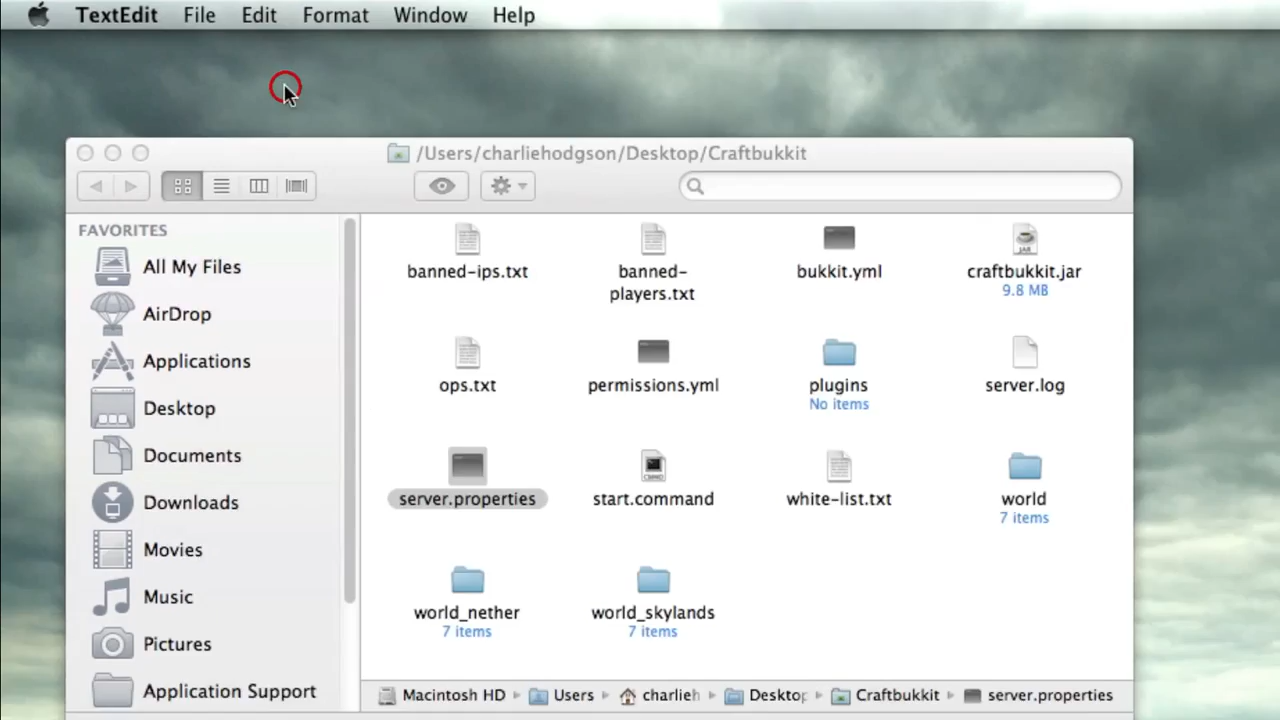 TextEdit File Edit Format Window Help
/Users/charliehodgson/Desktop/Craftbukkit
FAVORITES
All My Files
AirDrop
Applications
Desktop
Documents
Downloads
Movies
Music
Pictures
Application Support
banned-ips.txt
banned-
players.txt
bukkit.yml
craftbukkit.jar
9.8 MB
JAR
ops.txt
permissions.yml
plugins
No items
server.log
server.properties
start.command
white-list.txt
world
7 items
world_nether
7 items
world_skylands
7 items
Macintosh HD Users charlieh Desktop Craftbukkit server.properties